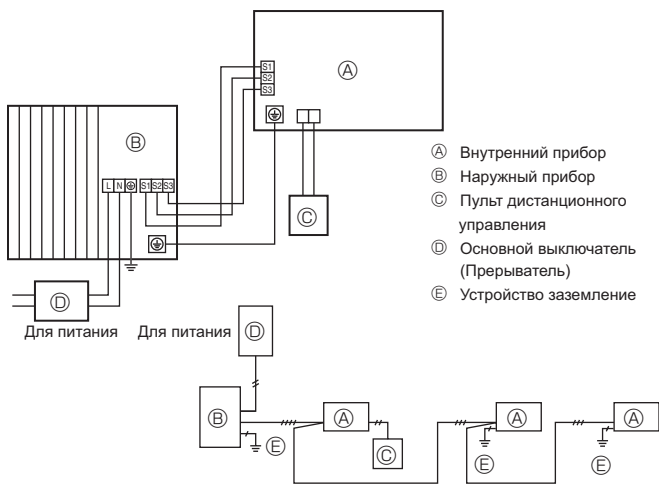 S1
S2
S3
A
B
L N S1 S2 S3
C
D
Для питания
Ⓐ Внутренний прибор
Ⓑ Наружный прибор
Ⓒ Пульт дистанционного
управления
Ⓓ Основной выключатель
(Прерыватель)
Ⓔ Устройство заземление
Для питания
D
B
E
A
C
A
E
A
E